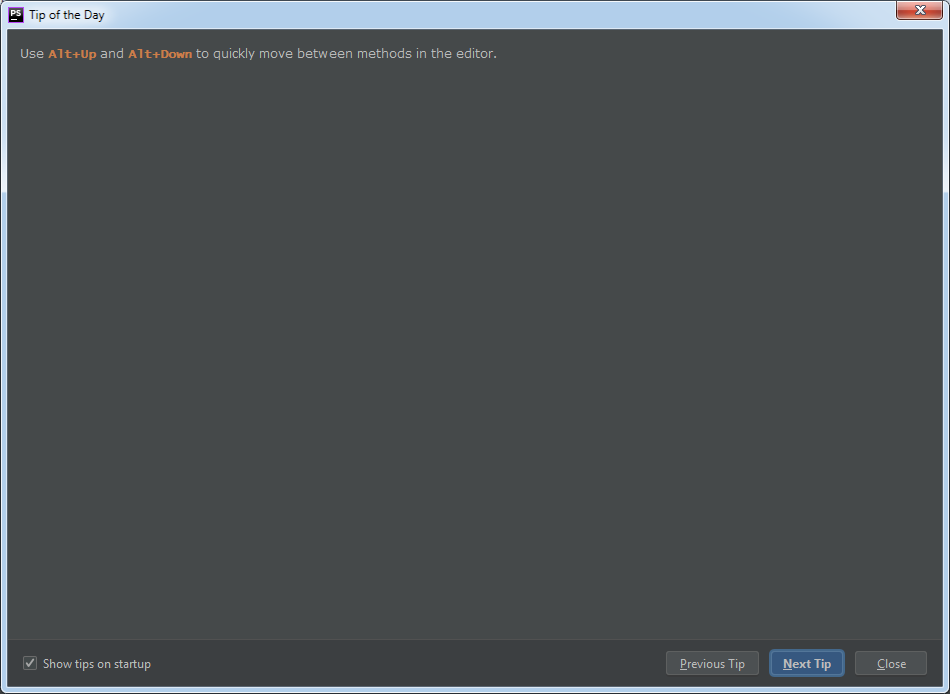 PS Tip of the Day
Use Alt+Up and Alt+Down to quickly move between methods in the editor.
Show tips on startup
Previous Tip
Next Tip
Close